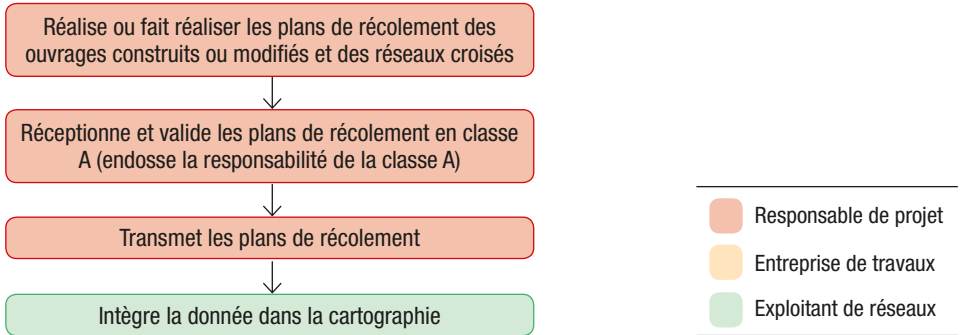 Réalise ou fait réaliser les plans de récolement des
ouvrages construits ou modifiés et des réseaux croisés
Réceptionne et valide les plans de récolement en classe
A (endosse la responsabilité de la classe A)
Transmet les plans de récolement
Intègre la donnée dans la cartographie
Responsable de projet
Entreprise de travaux
Exploitant de réseaux